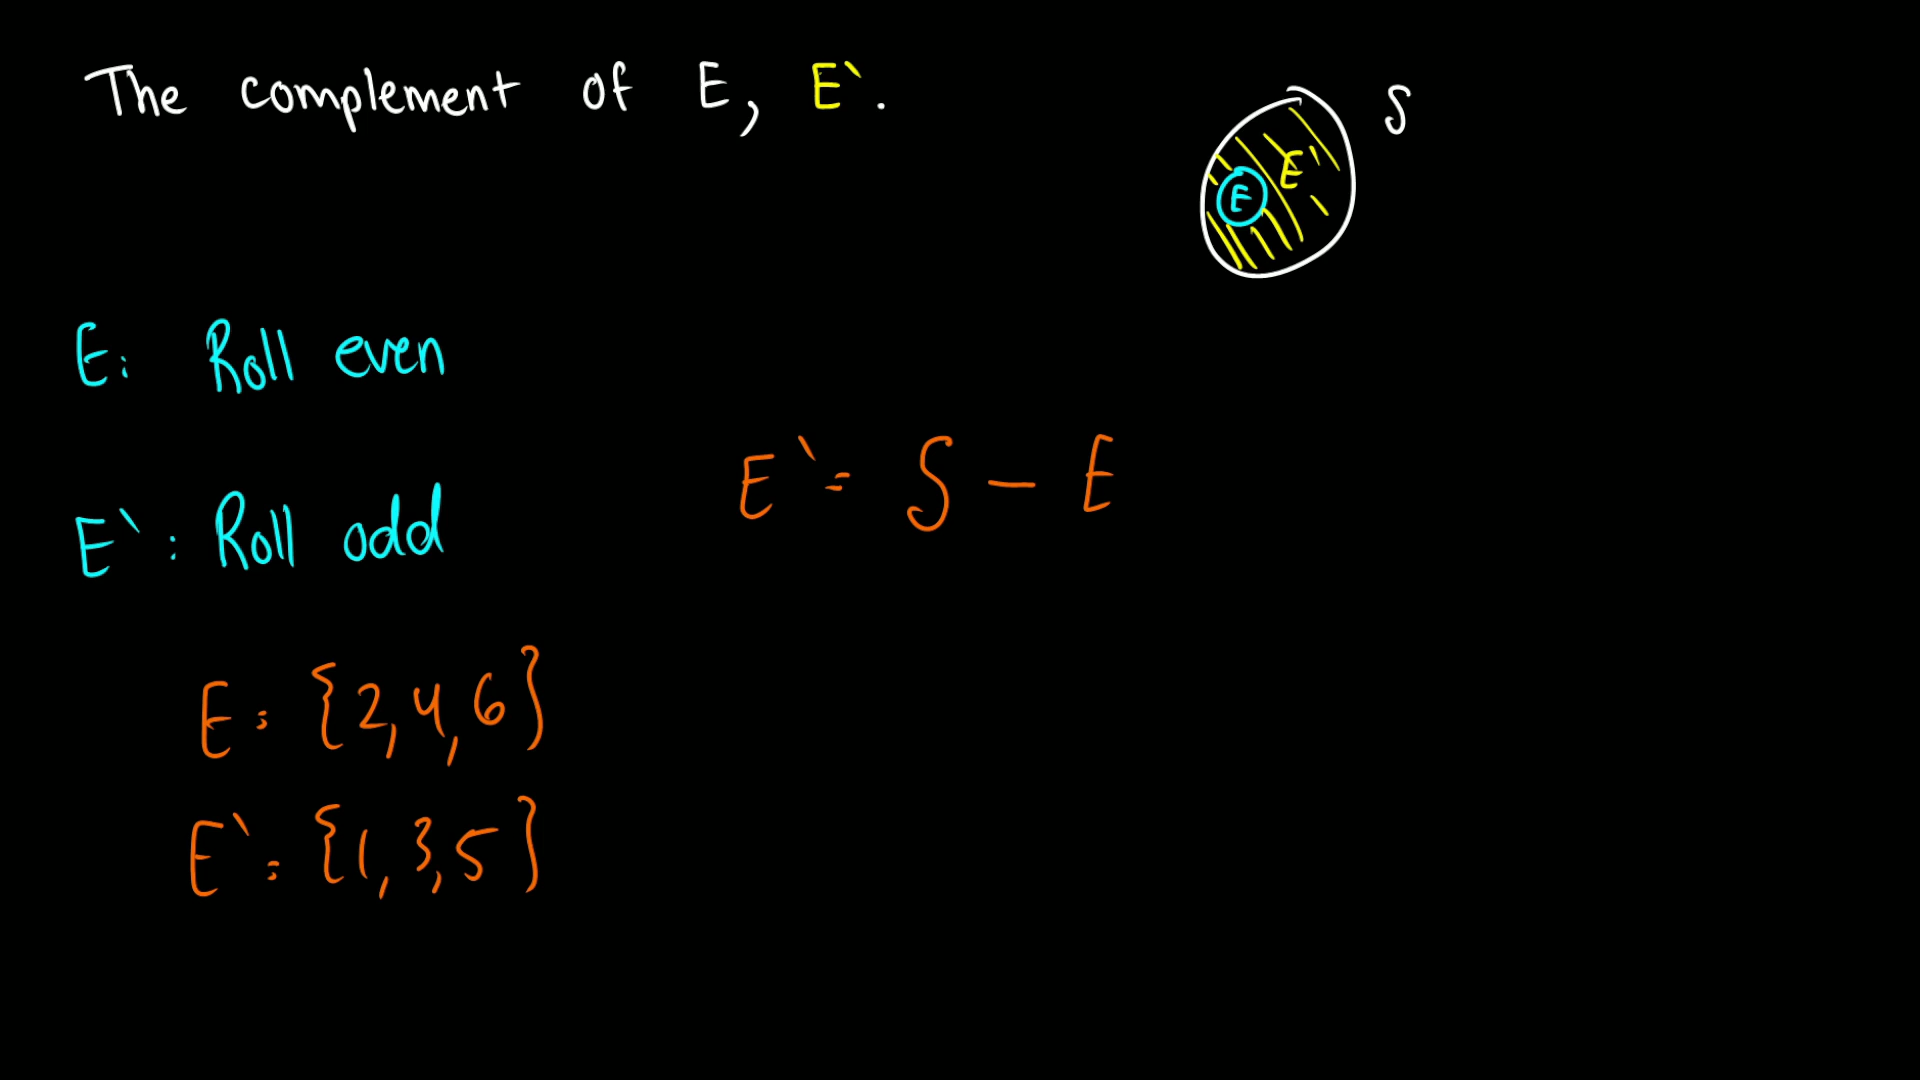 The complement of E, E`.
S
E
E'
E: Roll even
E`= S - E
E`: Roll odd
E = {2,4,6}
E` = {1,3,5}